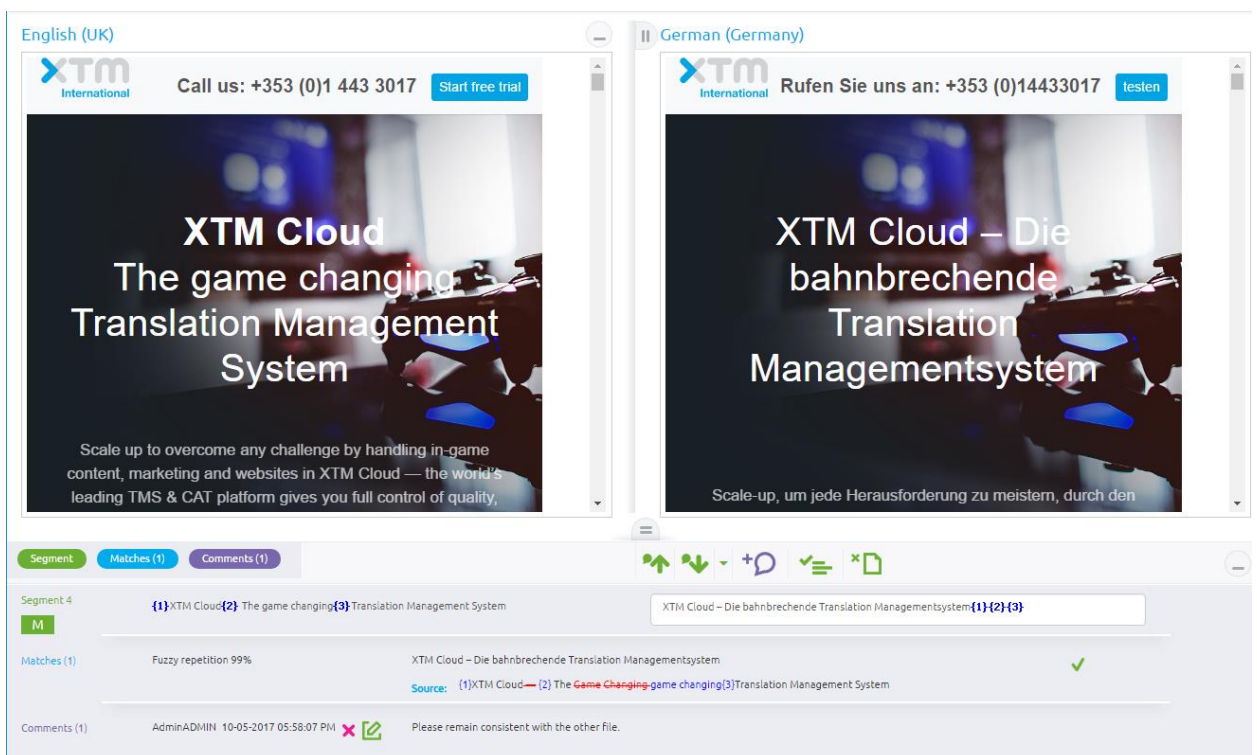 English (UK)
XTM
International
Call us: +353 (0)1 443 3017
Start free trial
XTM Cloud
The game changing
Translation Management
System
Scale up to overcome any challenge by handling in-game
content, marketing and websites in XTM Cloud — the world's
leading TMS & CAT platform gives you full control of quality,
German (Germany)
XTM
International
Rufen Sie uns an: +353 (0)14433017
testen
XTM Cloud – Die
bahnbrechende
Translation
Managementsystem
Scale-up, um jede Herausforderung zu meistern, durch den
Segment
Matches (1)
Comments (1)
Segment 4
M
{1}XTM Cloud{2} The game changing{3}Translation Management System
XTM Cloud – Die bahnbrechende Translation Managementsystem{1}{2}{3}
Matches (1)
Fuzzy repetition 99%
XTM Cloud – Die bahnbrechende Translation Managementsystem
Source: {1}XTM Cloud — {2} The Game Changing game changing{3}Translation Management System
Comments (1)
AdminADMIN 10-05-2017 05:58:07 PM
Please remain consistent with the other file.